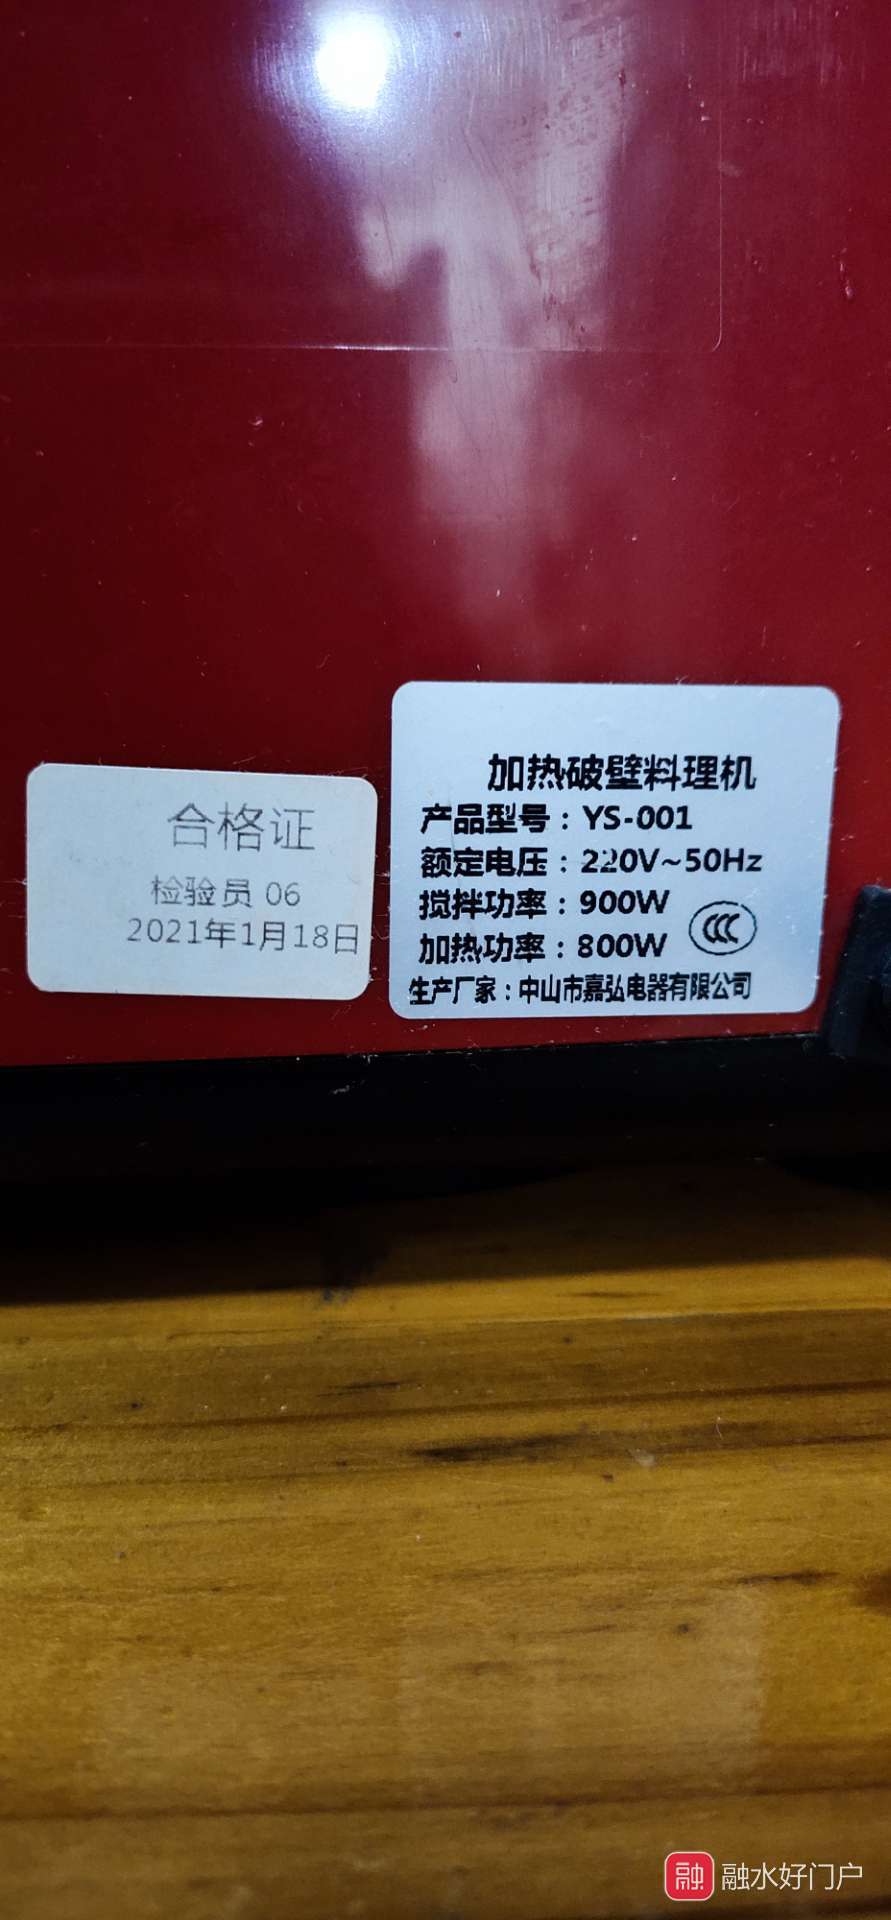 合格证
检验员 06
2021年1月18日
加热破壁料理机
产品型号：YS-001
额定电压：220V~50Hz
搅拌功率：900W
加热功率：800W
CCC
生产厂家：中山市嘉弘电器有限公司
融 融水好门户